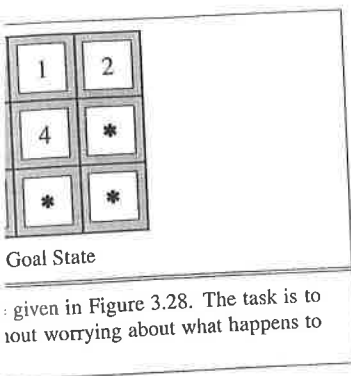 1 2
4 *
* *
Goal State
given in Figure 3.28. The task is to
worrying about what happens to